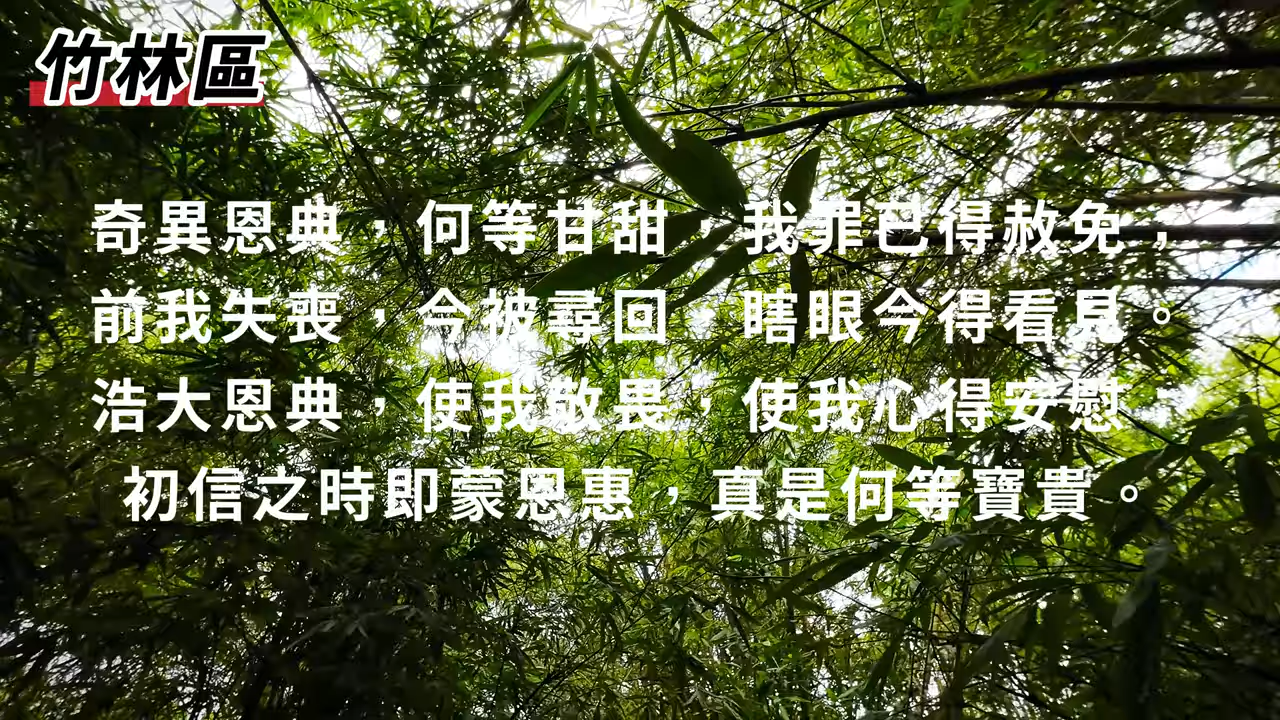 竹林區
奇異恩典，何等甘甜，我罪已得赦免，
前我失喪，今被尋回，瞎眼今得看見。
浩大恩典，使我敬畏，使我心得安慰，
初信之時即蒙恩惠，真是何等寶貴。